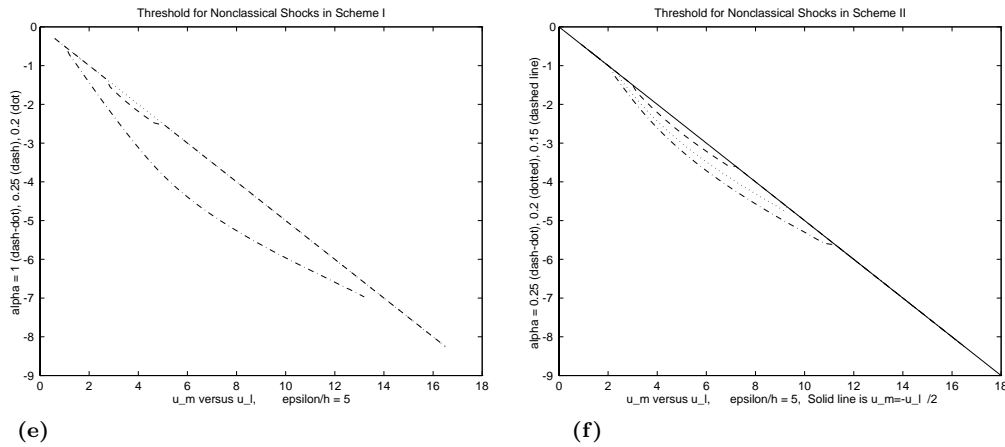 Threshold for Nonclassical Shocks in Scheme I
0
-1
-2
-3
-4
-5
-6
-7
-8
-9
alpha = 1 (dash-dot), 0.25 (dash), 0.2 (dot)
0 2 4 6 8 10 12 14 16 18
u_m versus u_l, epsilon/h = 5
(e)
Threshold for Nonclassical Shocks in Scheme II
0
-1
-2
-3
-4
-5
-6
-7
-8
-9
alpha = 0.25 (dash-dot), 0.2 (dotted), 0.15 (dashed line)
0 2 4 6 8 10 12 14 16 18
u_m versus u_l, epsilon/h = 5, Solid line is u_m=-u_l /2
(f)